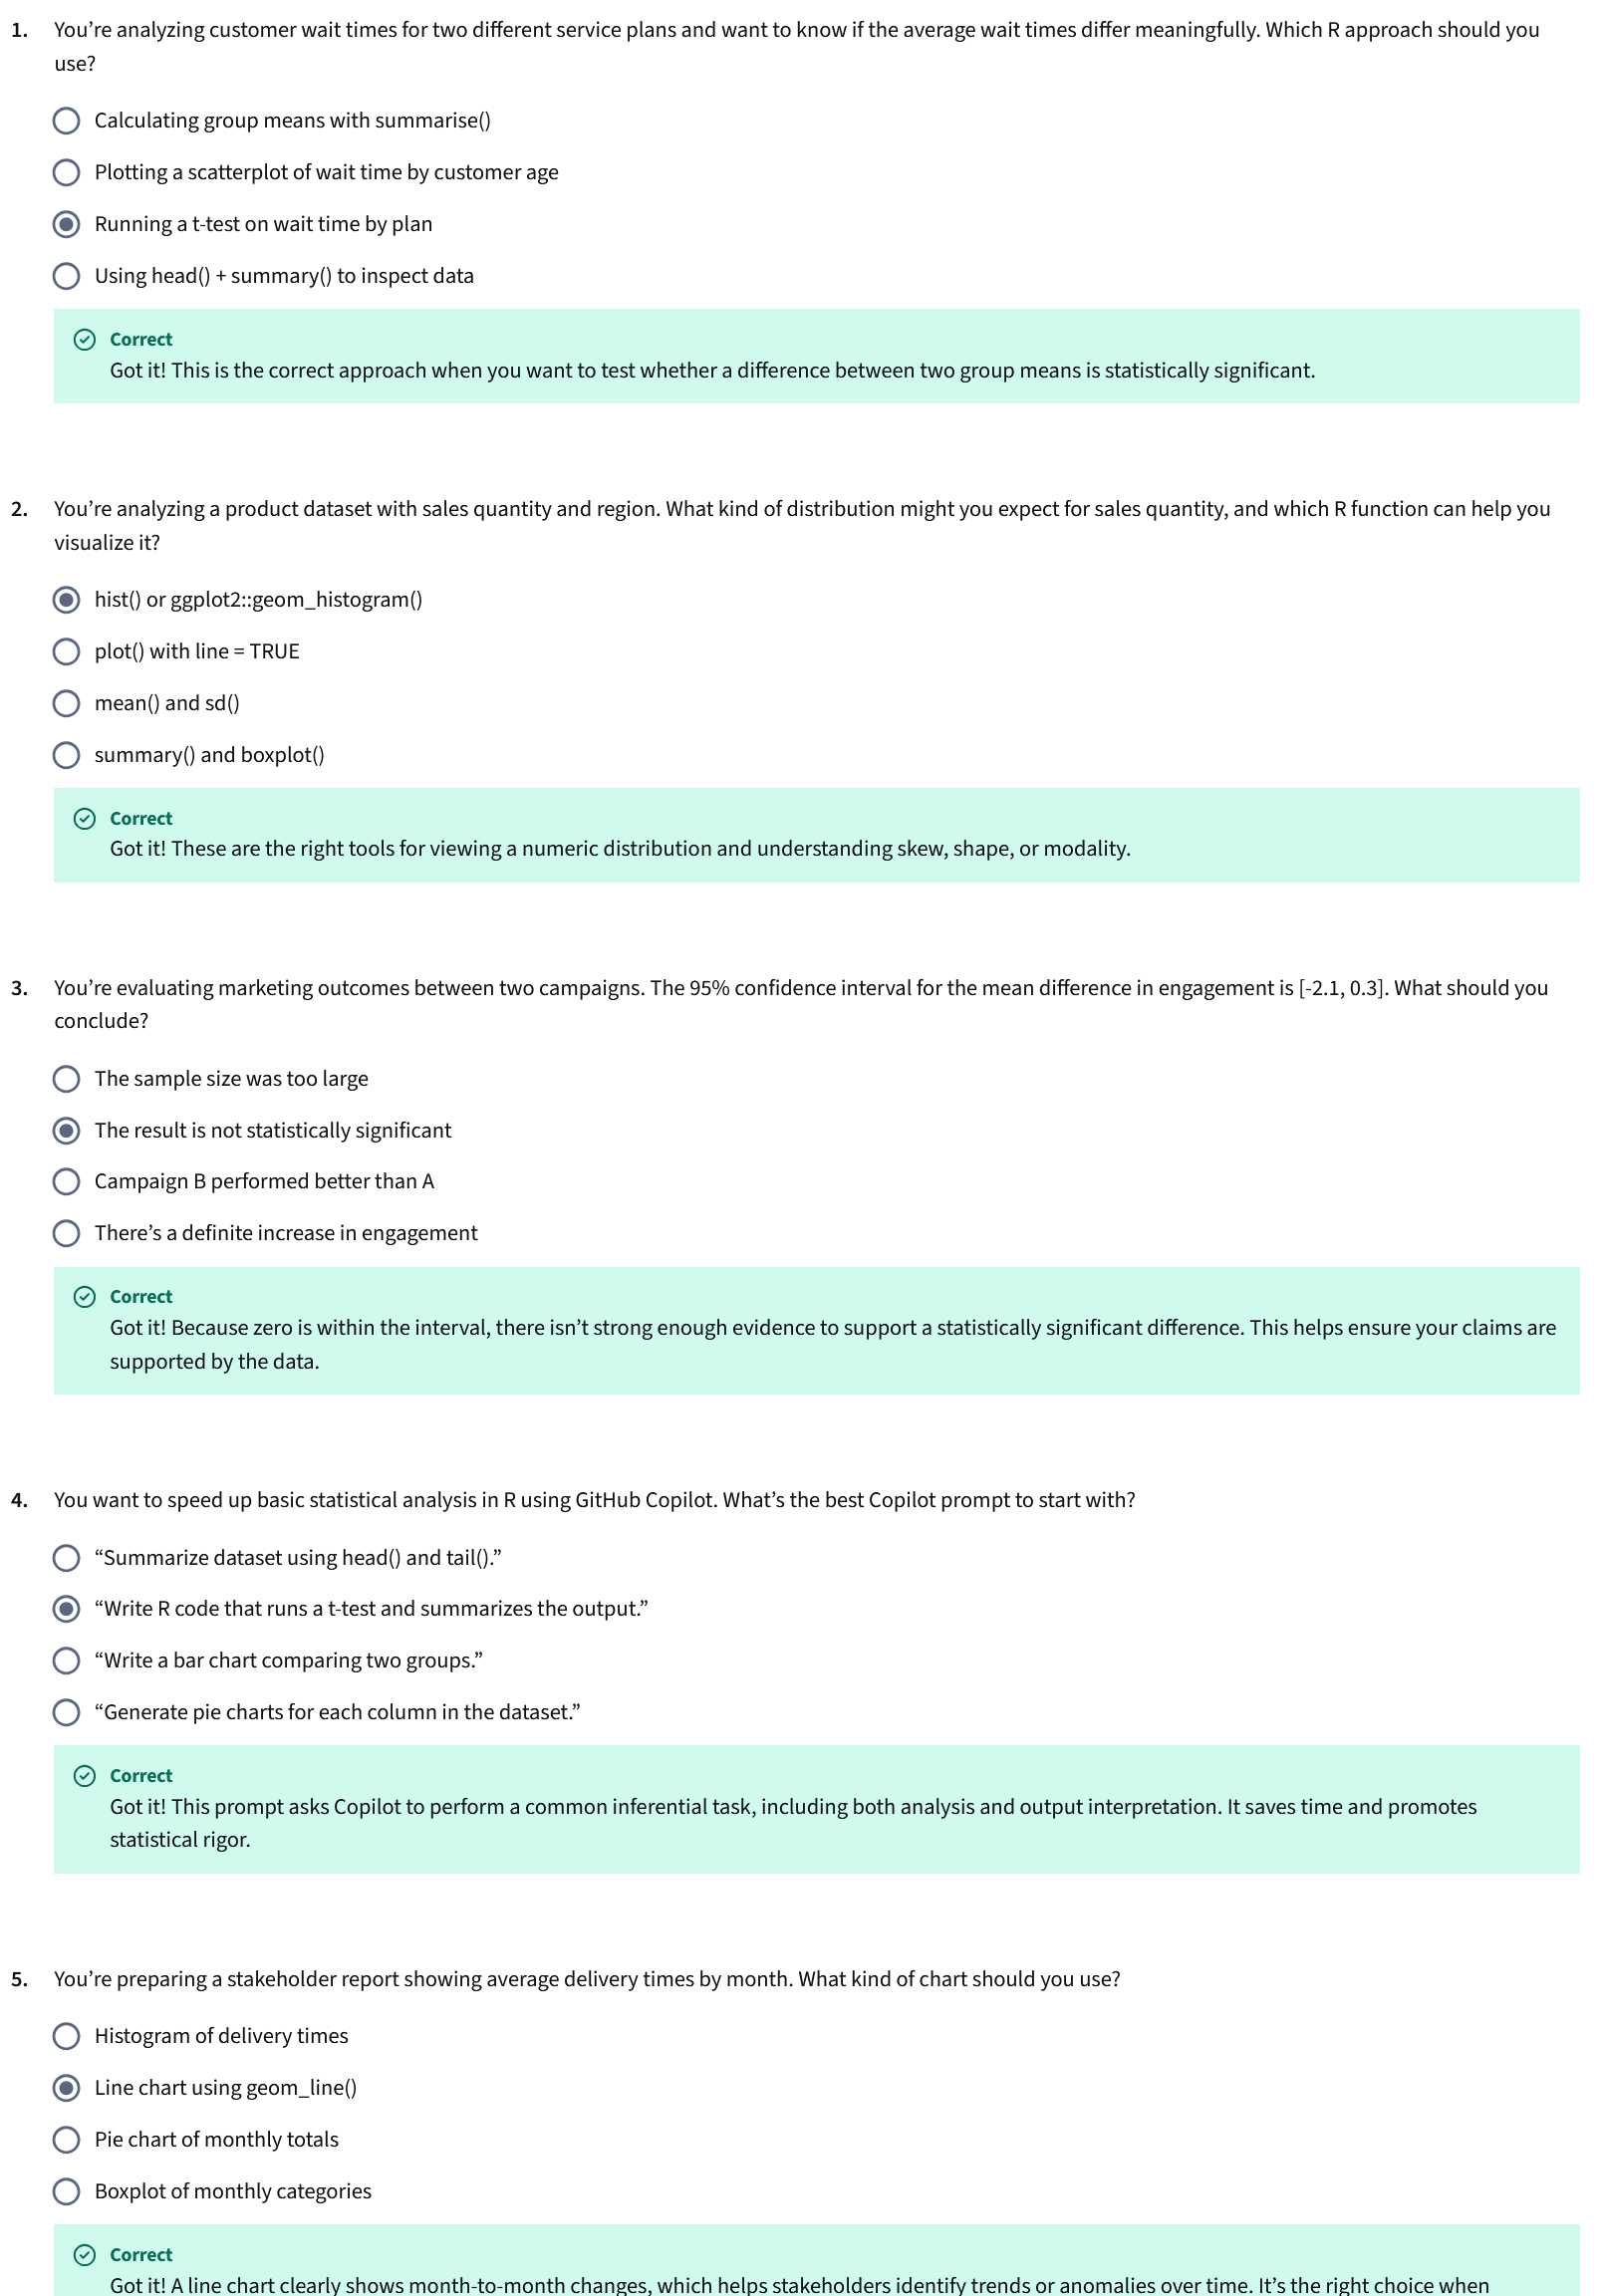 1. You’re analyzing customer wait times for two different service plans and want to know if the average wait times differ meaningfully. Which R approach should you
use?
Calculating group means with summarise()
Plotting a scatterplot of wait time by customer age
Running a t-test on wait time by plan
Using head() + summary() to inspect data
Correct
Got it! This is the correct approach when you want to test whether a difference between two group means is statistically significant.
2. You’re analyzing a product dataset with sales quantity and region. What kind of distribution might you expect for sales quantity, and which R function can help you
visualize it?
hist() or ggplot2::geom_histogram()
plot() with line = TRUE
mean() and sd()
summary() and boxplot()
Correct
Got it! These are the right tools for viewing a numeric distribution and understanding skew, shape, or modality.
3. You’re evaluating marketing outcomes between two campaigns. The 95% confidence interval for the mean difference in engagement is [-2.1, 0.3]. What should you
conclude?
The sample size was too large
The result is not statistically significant
Campaign B performed better than A
There’s a definite increase in engagement
Correct
Got it! Because zero is within the interval, there isn’t strong enough evidence to support a statistically significant difference. This helps ensure your claims are
supported by the data.
4. You want to speed up basic statistical analysis in R using GitHub Copilot. What’s the best Copilot prompt to start with?
“Summarize dataset using head() and tail().”
“Write R code that runs a t-test and summarizes the output.”
“Write a bar chart comparing two groups.”
“Generate pie charts for each column in the dataset.”
Correct
Got it! This prompt asks Copilot to perform a common inferential task, including both analysis and output interpretation. It saves time and promotes
statistical rigor.
5. You’re preparing a stakeholder report showing average delivery times by month. What kind of chart should you use?
Histogram of delivery times
Line chart using geom_line()
Pie chart of monthly totals
Boxplot of monthly categories
Correct
Got it! A line chart clearly shows month-to-month changes, which helps stakeholders identify trends or anomalies over time. It’s the right choice when